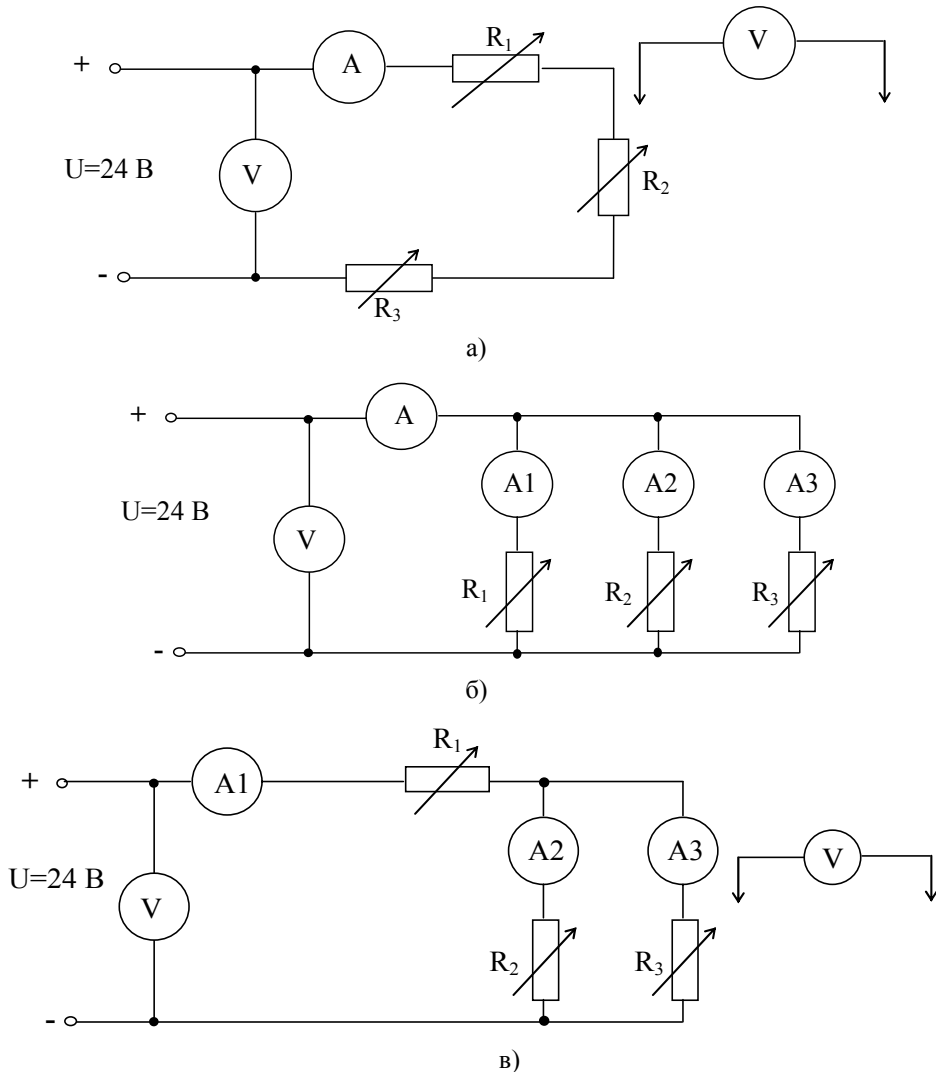 R1
V
+
A
U=24 В
V
R2
-
R3
а)
+
A
A1
A2
A3
U=24 В
V
R1
R2
R3
-
б)
R1
+
A1
A2
A3
V
U=24 В
V
R2
R3
-
в)